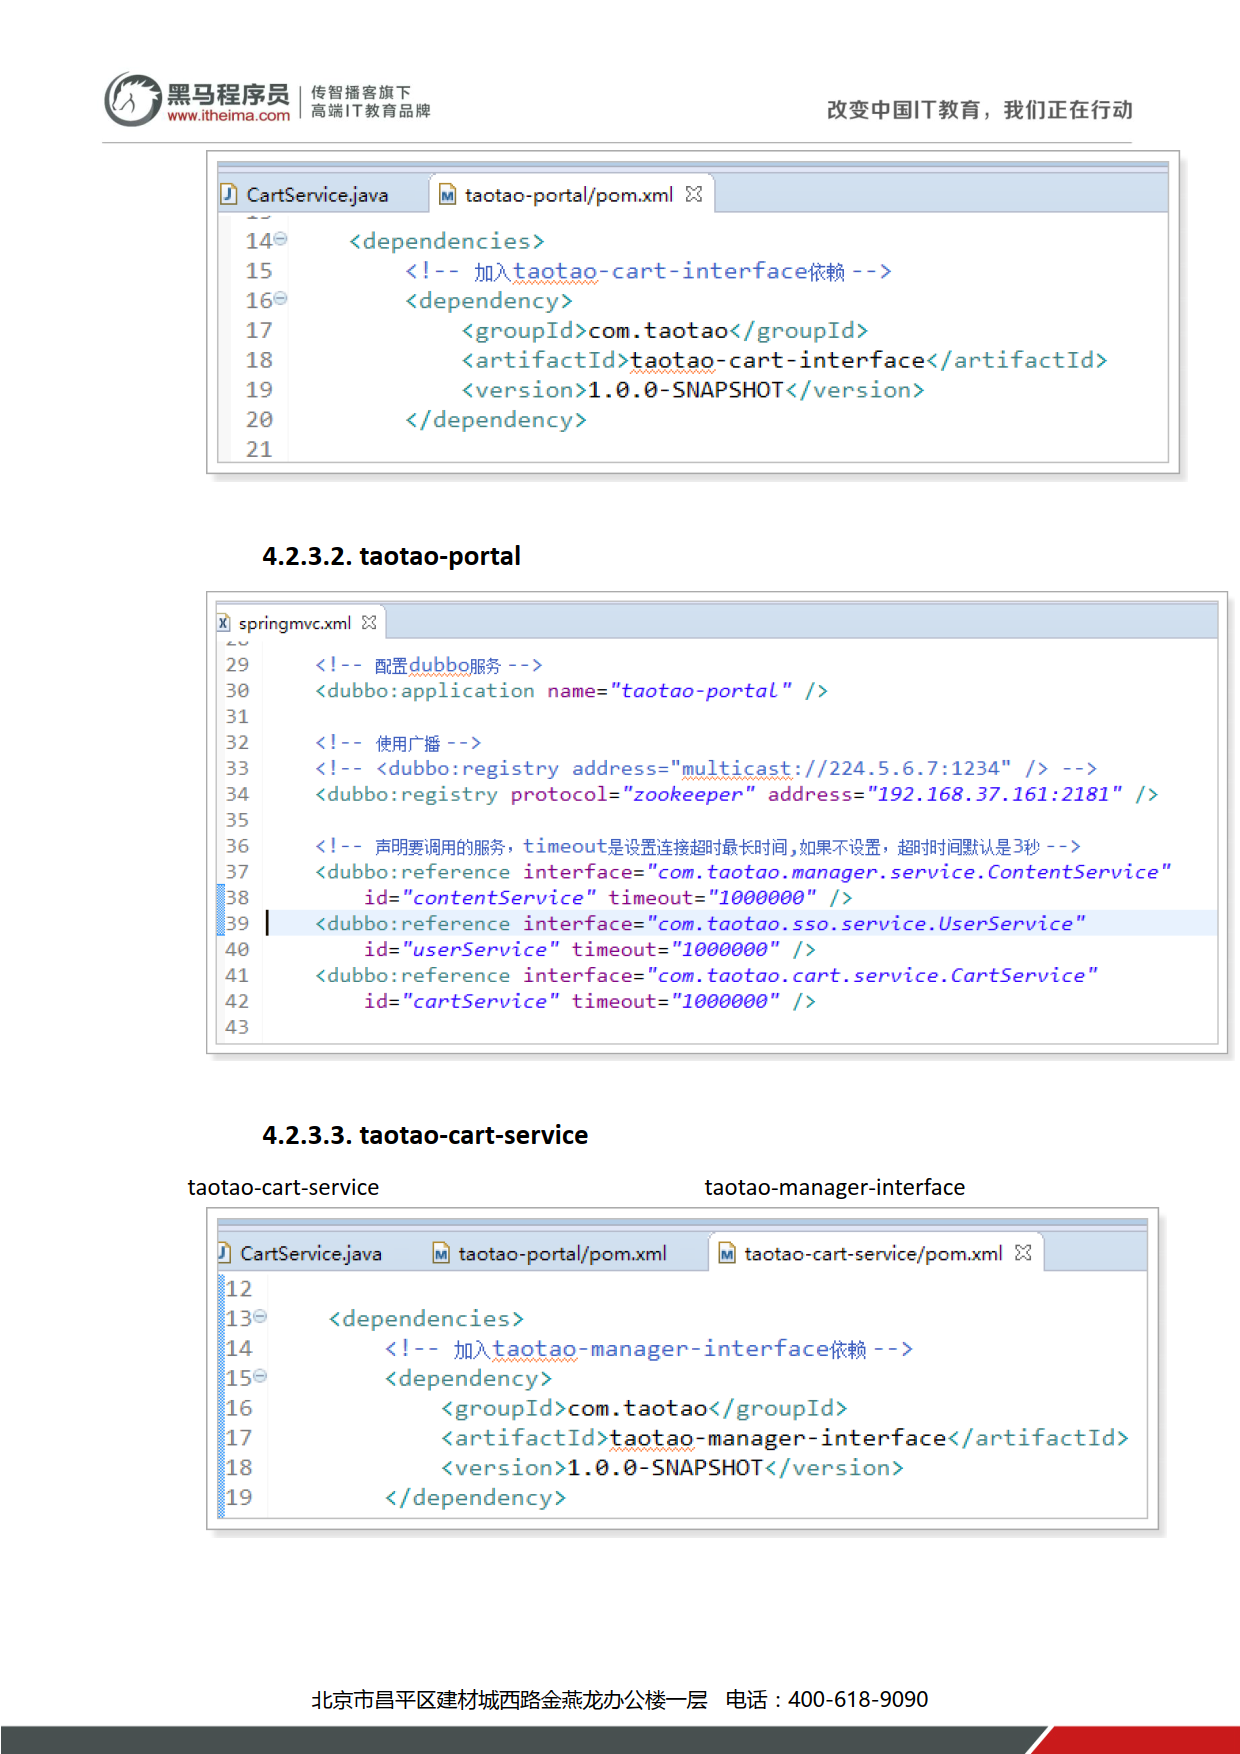 黑马程序员
www.itheima.com
传智播客旗下
高端IT教育品牌
改变中国IT教育，我们正在行动
CartService.java taotao-portal/pom.xml
14 <dependencies>
15 <!-- 加入taotao-cart-interface依赖 -->
16 <dependency>
17 <groupId>com.taotao</groupId>
18 <artifactId>taotao-cart-interface</artifactId>
19 <version>1.0.0-SNAPSHOT</version>
20 </dependency>
21
4.2.3.2. taotao-portal
springmvc.xml
29 <!-- 配置dubbo服务 -->
30 <dubbo:application name="taotao-portal" />
31
32 <!-- 使用广播 -->
33 <!-- <dubbo:registry address="multicast://224.5.6.7:1234" /> -->
34 <dubbo:registry protocol="zookeeper" address="192.168.37.161:2181" />
35
36 <!-- 声明要调用的服务，timeout是设置连接超时最长时间,如果不设置，超时时间默认是3秒 -->
37 <dubbo:reference interface="com.taotao.manager.service.ContentService"
38 id="contentService" timeout="1000000" />
39 <dubbo:reference interface="com.taotao.sso.service.UserService"
40 id="userService" timeout="1000000" />
41 <dubbo:reference interface="com.taotao.cart.service.CartService"
42 id="cartService" timeout="1000000" />
43
4.2.3.3. taotao-cart-service
taotao-cart-service taotao-manager-interface
CartService.java taotao-portal/pom.xml taotao-cart-service/pom.xml
12
13 <dependencies>
14 <!-- 加入taotao-manager-interface依赖 -->
15 <dependency>
16 <groupId>com.taotao</groupId>
17 <artifactId>taotao-manager-interface</artifactId>
18 <version>1.0.0-SNAPSHOT</version>
19 </dependency>
北京市昌平区建材城西路金燕龙办公楼一层 电话：400-618-9090